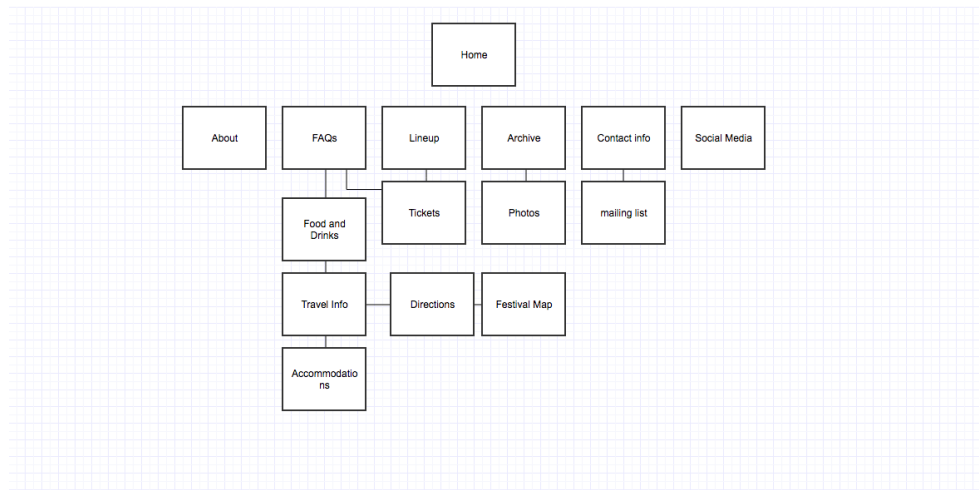 Home
About
FAQs
Lineup
Archive
Contact info
Social Media
Tickets
Photos
mailing list
Food and
Drinks
Travel Info
Directions
Festival Map
Accommodatio
ns